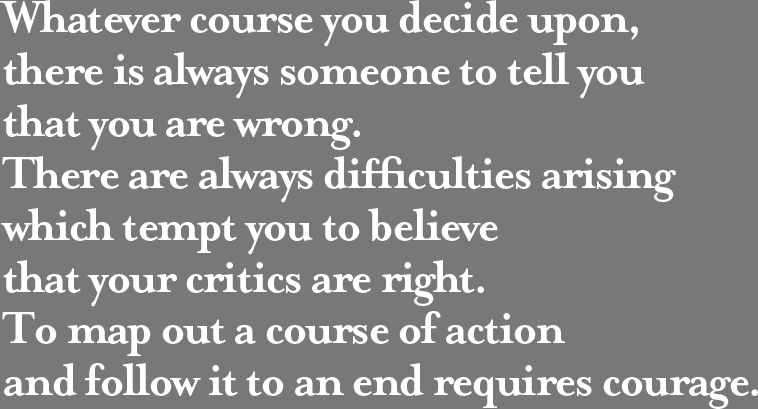 Whatever course you decide upon,
there is always someone to tell you
that you are wrong.
There are always difficulties arising
which tempt you to believe
that your critics are right.
To map out a course of action
and follow it to an end requires courage.